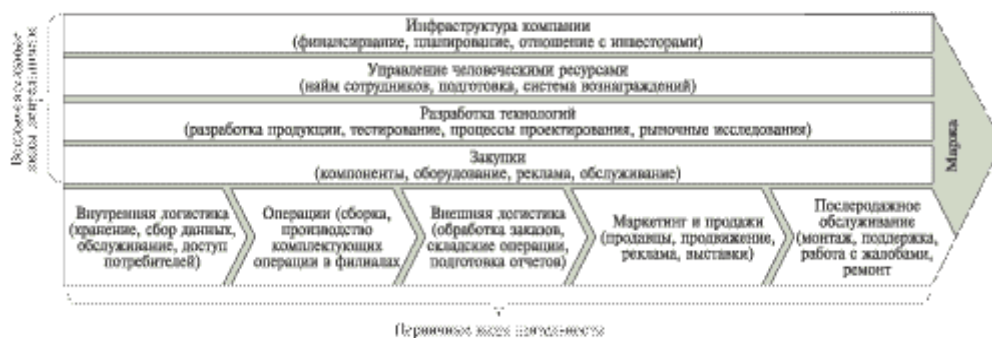 Инфраструктура компании
(финансирвание, планирование, отношение с инвесторами)
Управление человеческими ресурсами
(найм сотрудников, подготовка, система вознаграждений)
Разработка технологий
(разработка продукции, тестирование, процессы проектирования, рыночные исследования)
Закупки
(компоненты, оборудование, реклама, обслуживание)
Маржа
Внутренняя логистика
(хранение, сбор данных,
обслуживание, доступ
потребителей)
Операции (сборка,
производство
комплектующих
операции в филиалах
Внешняя логистика
(обработка заказов,
складские операции,
подготовка отчетов)
Маркетинг и продажи
(продавцы, продвижение,
реклама, выставки)
Послеродажное
обслуживание
(монтаж, поддержка,
работа с жалобами,
ремонт
Первичные виды деятельности